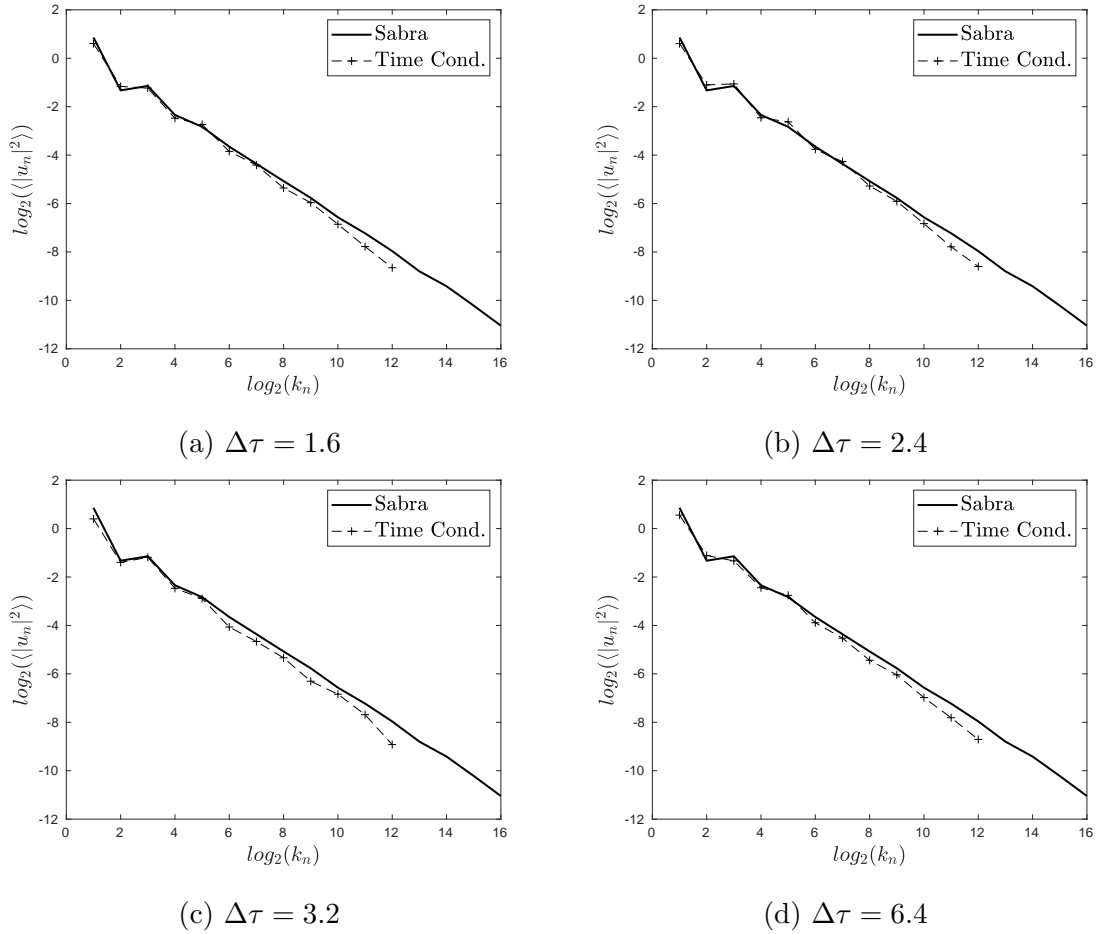 2
0
-2
-4
-6
-8
-10
-12
0 2 4 6 8 10 12 14 16
log₂(kₙ)
log₂(⟨|uₙ|²⟩)
Sabra
Time Cond.
(a) Δτ = 1.6
2
0
-2
-4
-6
-8
-10
-12
0 2 4 6 8 10 12 14 16
log₂(kₙ)
log₂(⟨|uₙ|²⟩)
Sabra
Time Cond.
(b) Δτ = 2.4
2
0
-2
-4
-6
-8
-10
-12
0 2 4 6 8 10 12 14 16
log₂(kₙ)
log₂(⟨|uₙ|²⟩)
Sabra
Time Cond.
(c) Δτ = 3.2
2
0
-2
-4
-6
-8
-10
-12
0 2 4 6 8 10 12 14 16
log₂(kₙ)
log₂(⟨|uₙ|²⟩)
Sabra
Time Cond.
(d) Δτ = 6.4